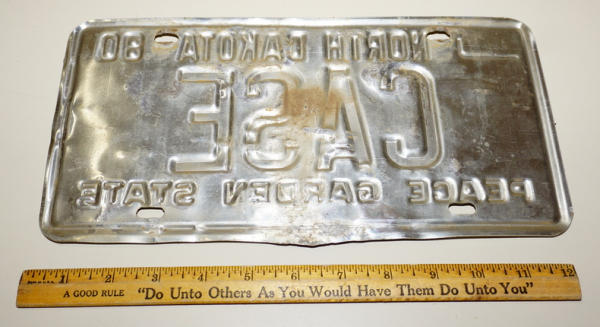 NORTH DAKOTA 80
CASE
PEACE GARDEN STATE
1 2 3 4 5 6 7 8 9 10 11 12
A GOOD RULE "Do Unto Others As You Would Have Them Do Unto You"